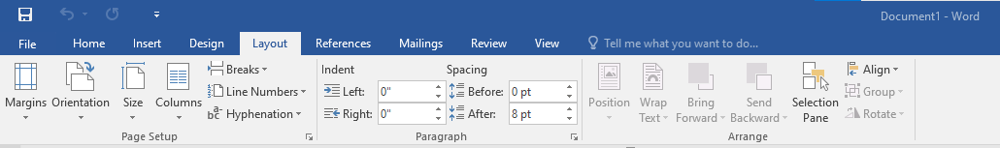 Document1 - Word
File Home Insert Design Layout References Mailings Review View Tell me what you want to do...
Margins Orientation Size Columns
Breaks
Line Numbers
Hyphenation
Page Setup
Indent Spacing
Left: 0" Before: 0 pt
Right: 0" After: 8 pt
Paragraph
Position
Wrap
Text
Bring
Forward
Send
Backward
Selection
Pane
Align
Group
Rotate
Arrange